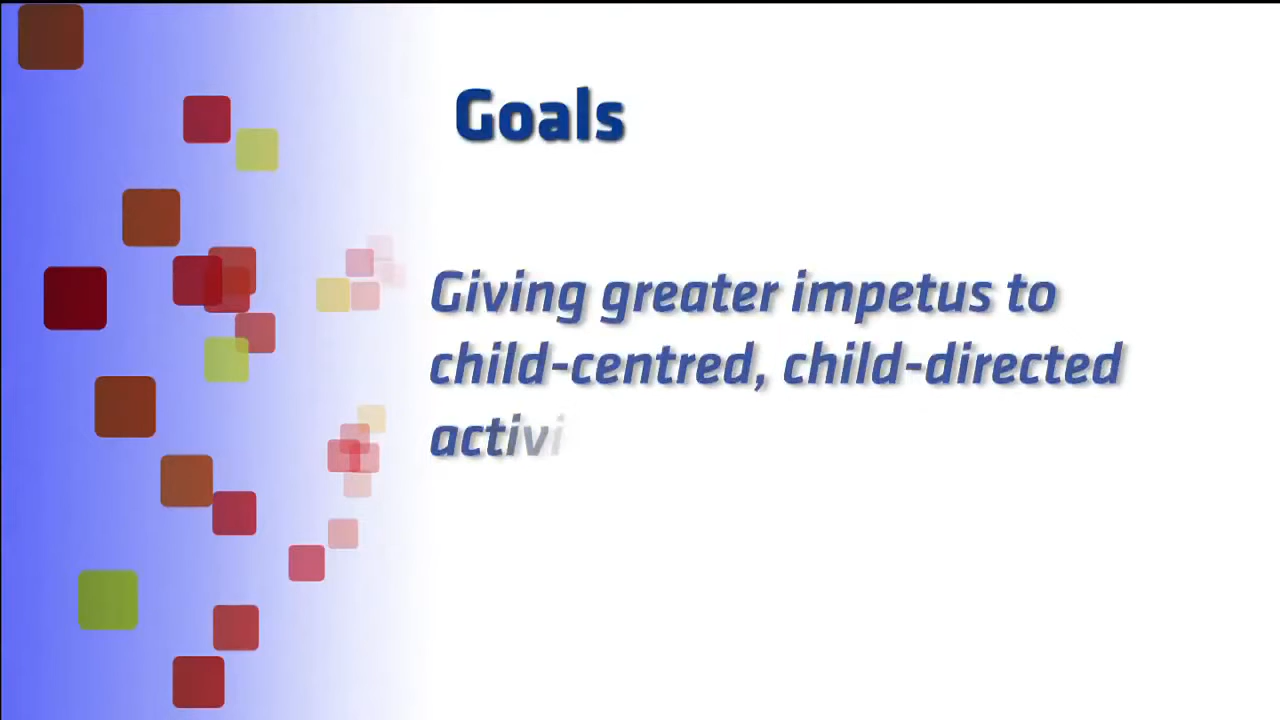 Goals
Giving greater impetus to
child-centred, child-directed
activi